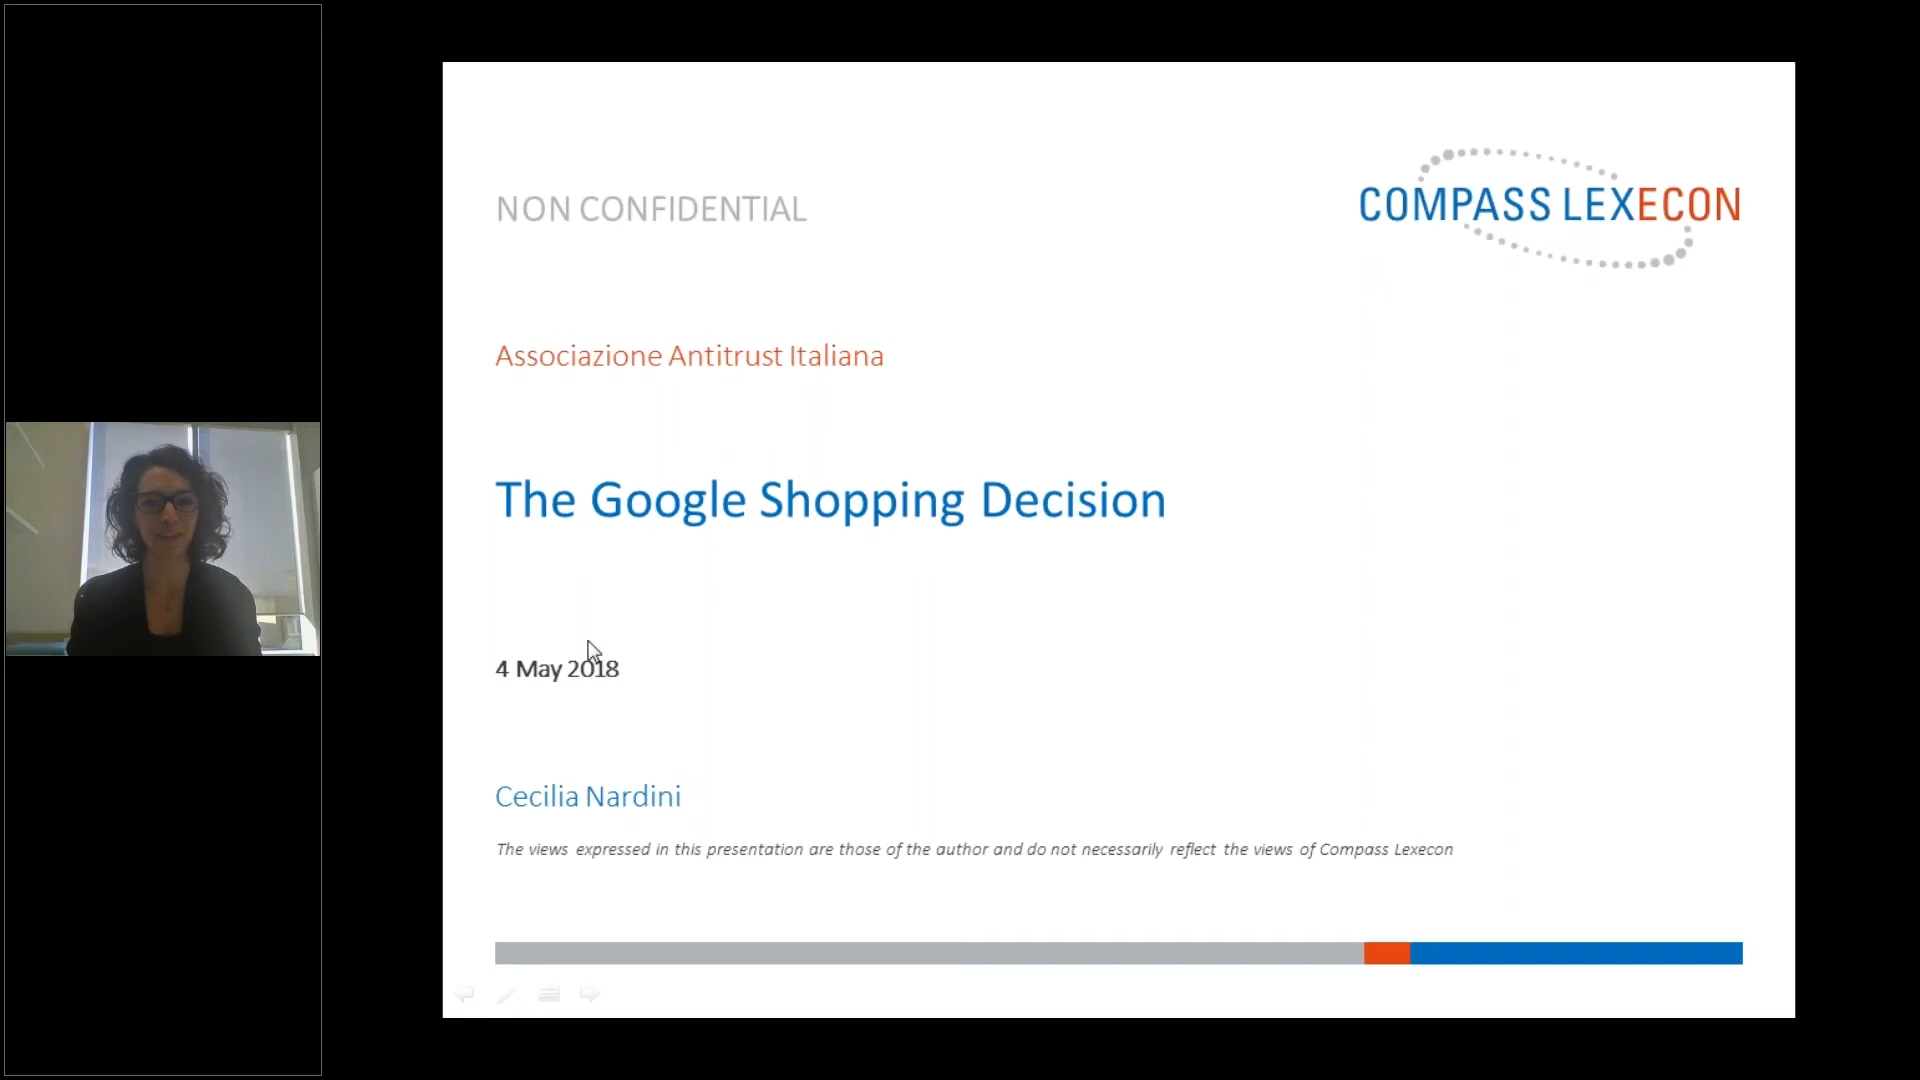 NON CONFIDENTIAL
COMPASS LEXECON
Associazione Antitrust Italiana
The Google Shopping Decision
4 May 2018
Cecilia Nardini
The views expressed in this presentation are those of the author and do not necessarily reflect the views of Compass Lexecon